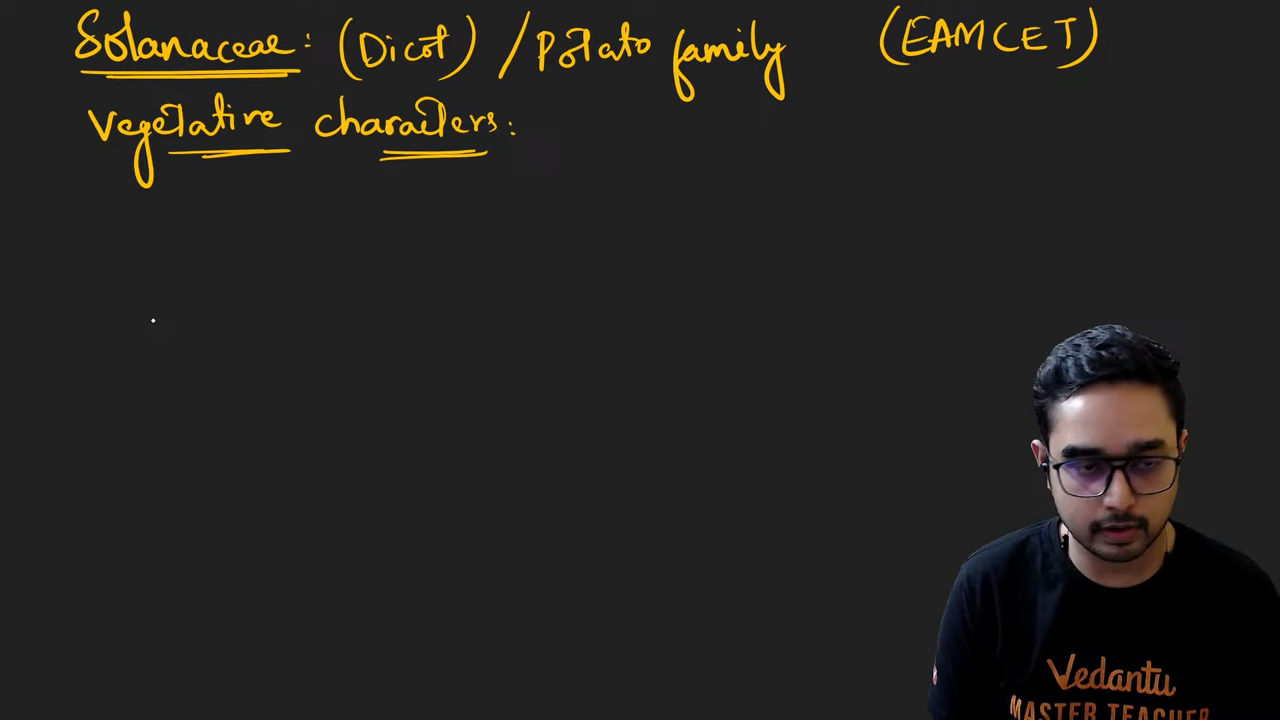 Solanaceae: (Dicot) / Potato family (EAMCET)
Vegetative characters:
Vedantu
MASTER TEACHER